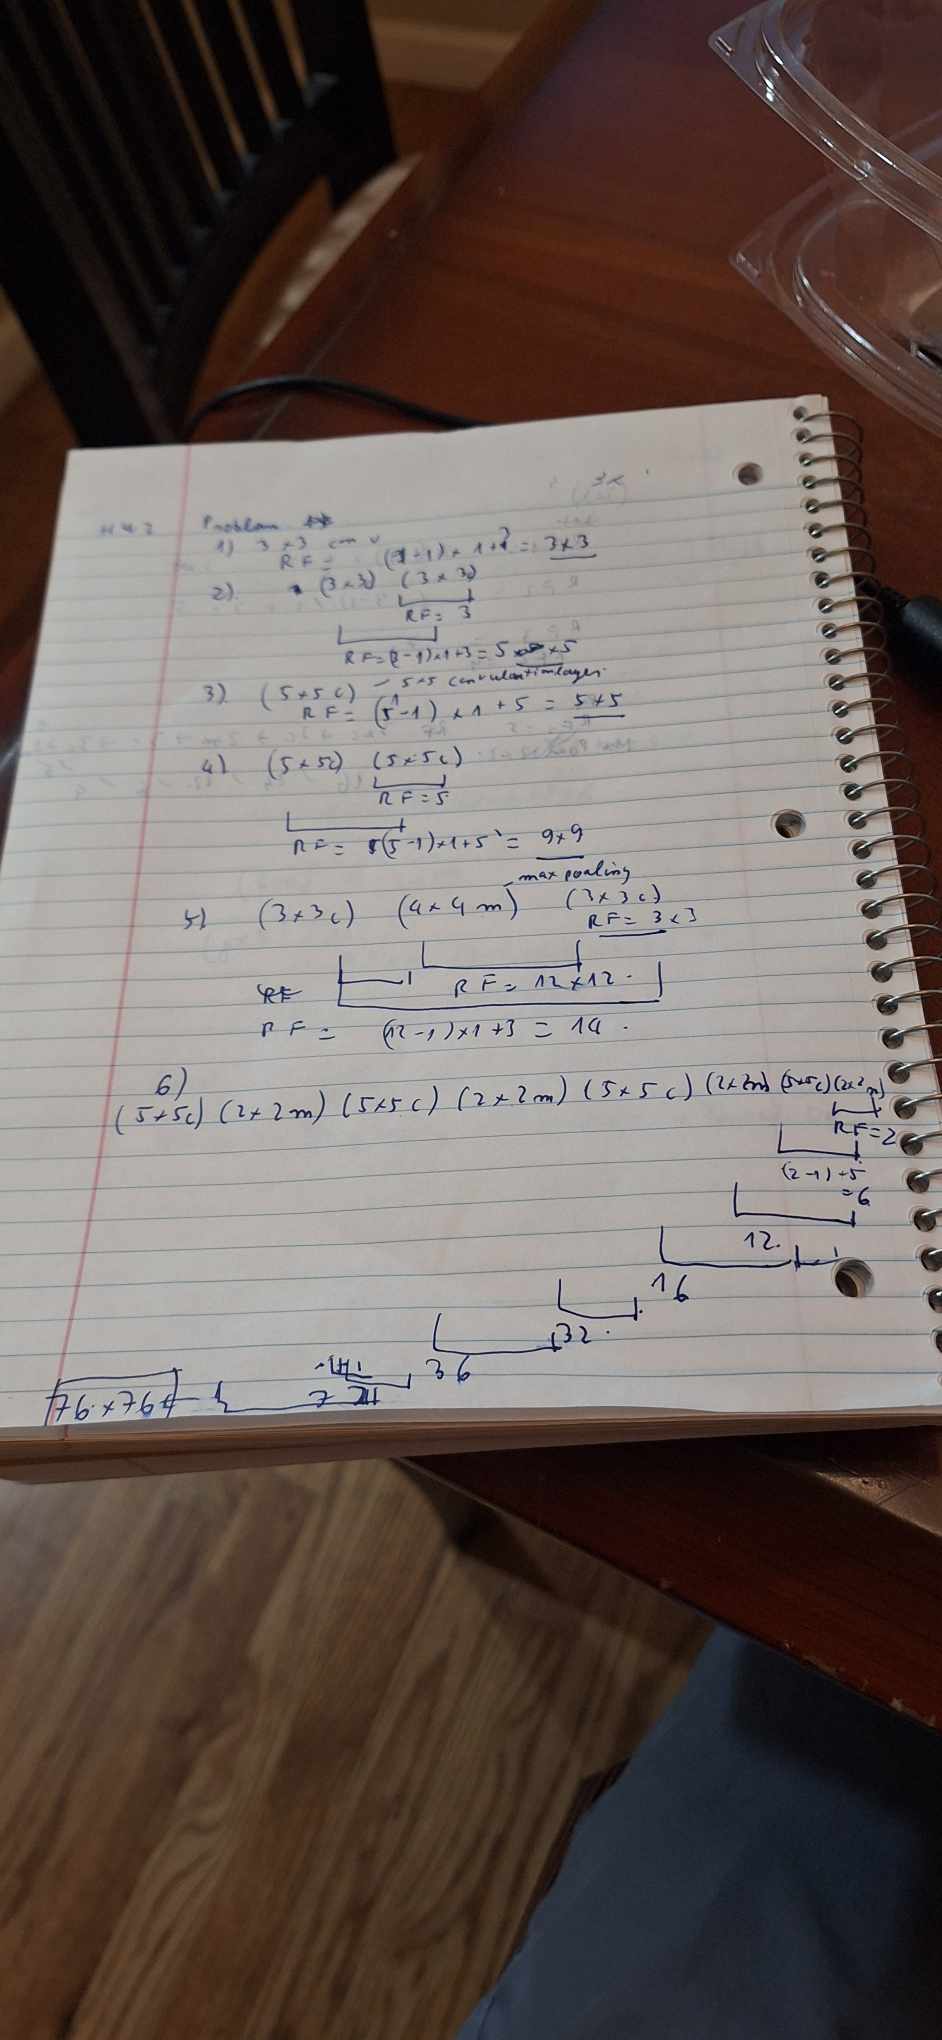 Problem
1) 3×3 conv
RF = (1-1)×1+3 = 3×3
2) (3×3) (3×3)
RF = 3
RF=(3-1)×1+3=5×5
3) (5×5c) - 5×5 convulation layer
RF = (1-1)×1+5 = 5×5
4) (5×5c) (5×5c)
RF=5
RF= (5-1)×1+5 = 9×9
max pooling
5) (3×3c) (4×4m) (3×3c)
RF= 3×3
RF = 12×12.
RF = (12-1)×1+3 = 14.
6)
(5×5c) (2×2m) (5×5c) (2×2m) (5×5c) (2×2m) (5×5c) (2×2m)
RF=2
(2-1)+5
=6
12.
16
32.
36
72
76×76